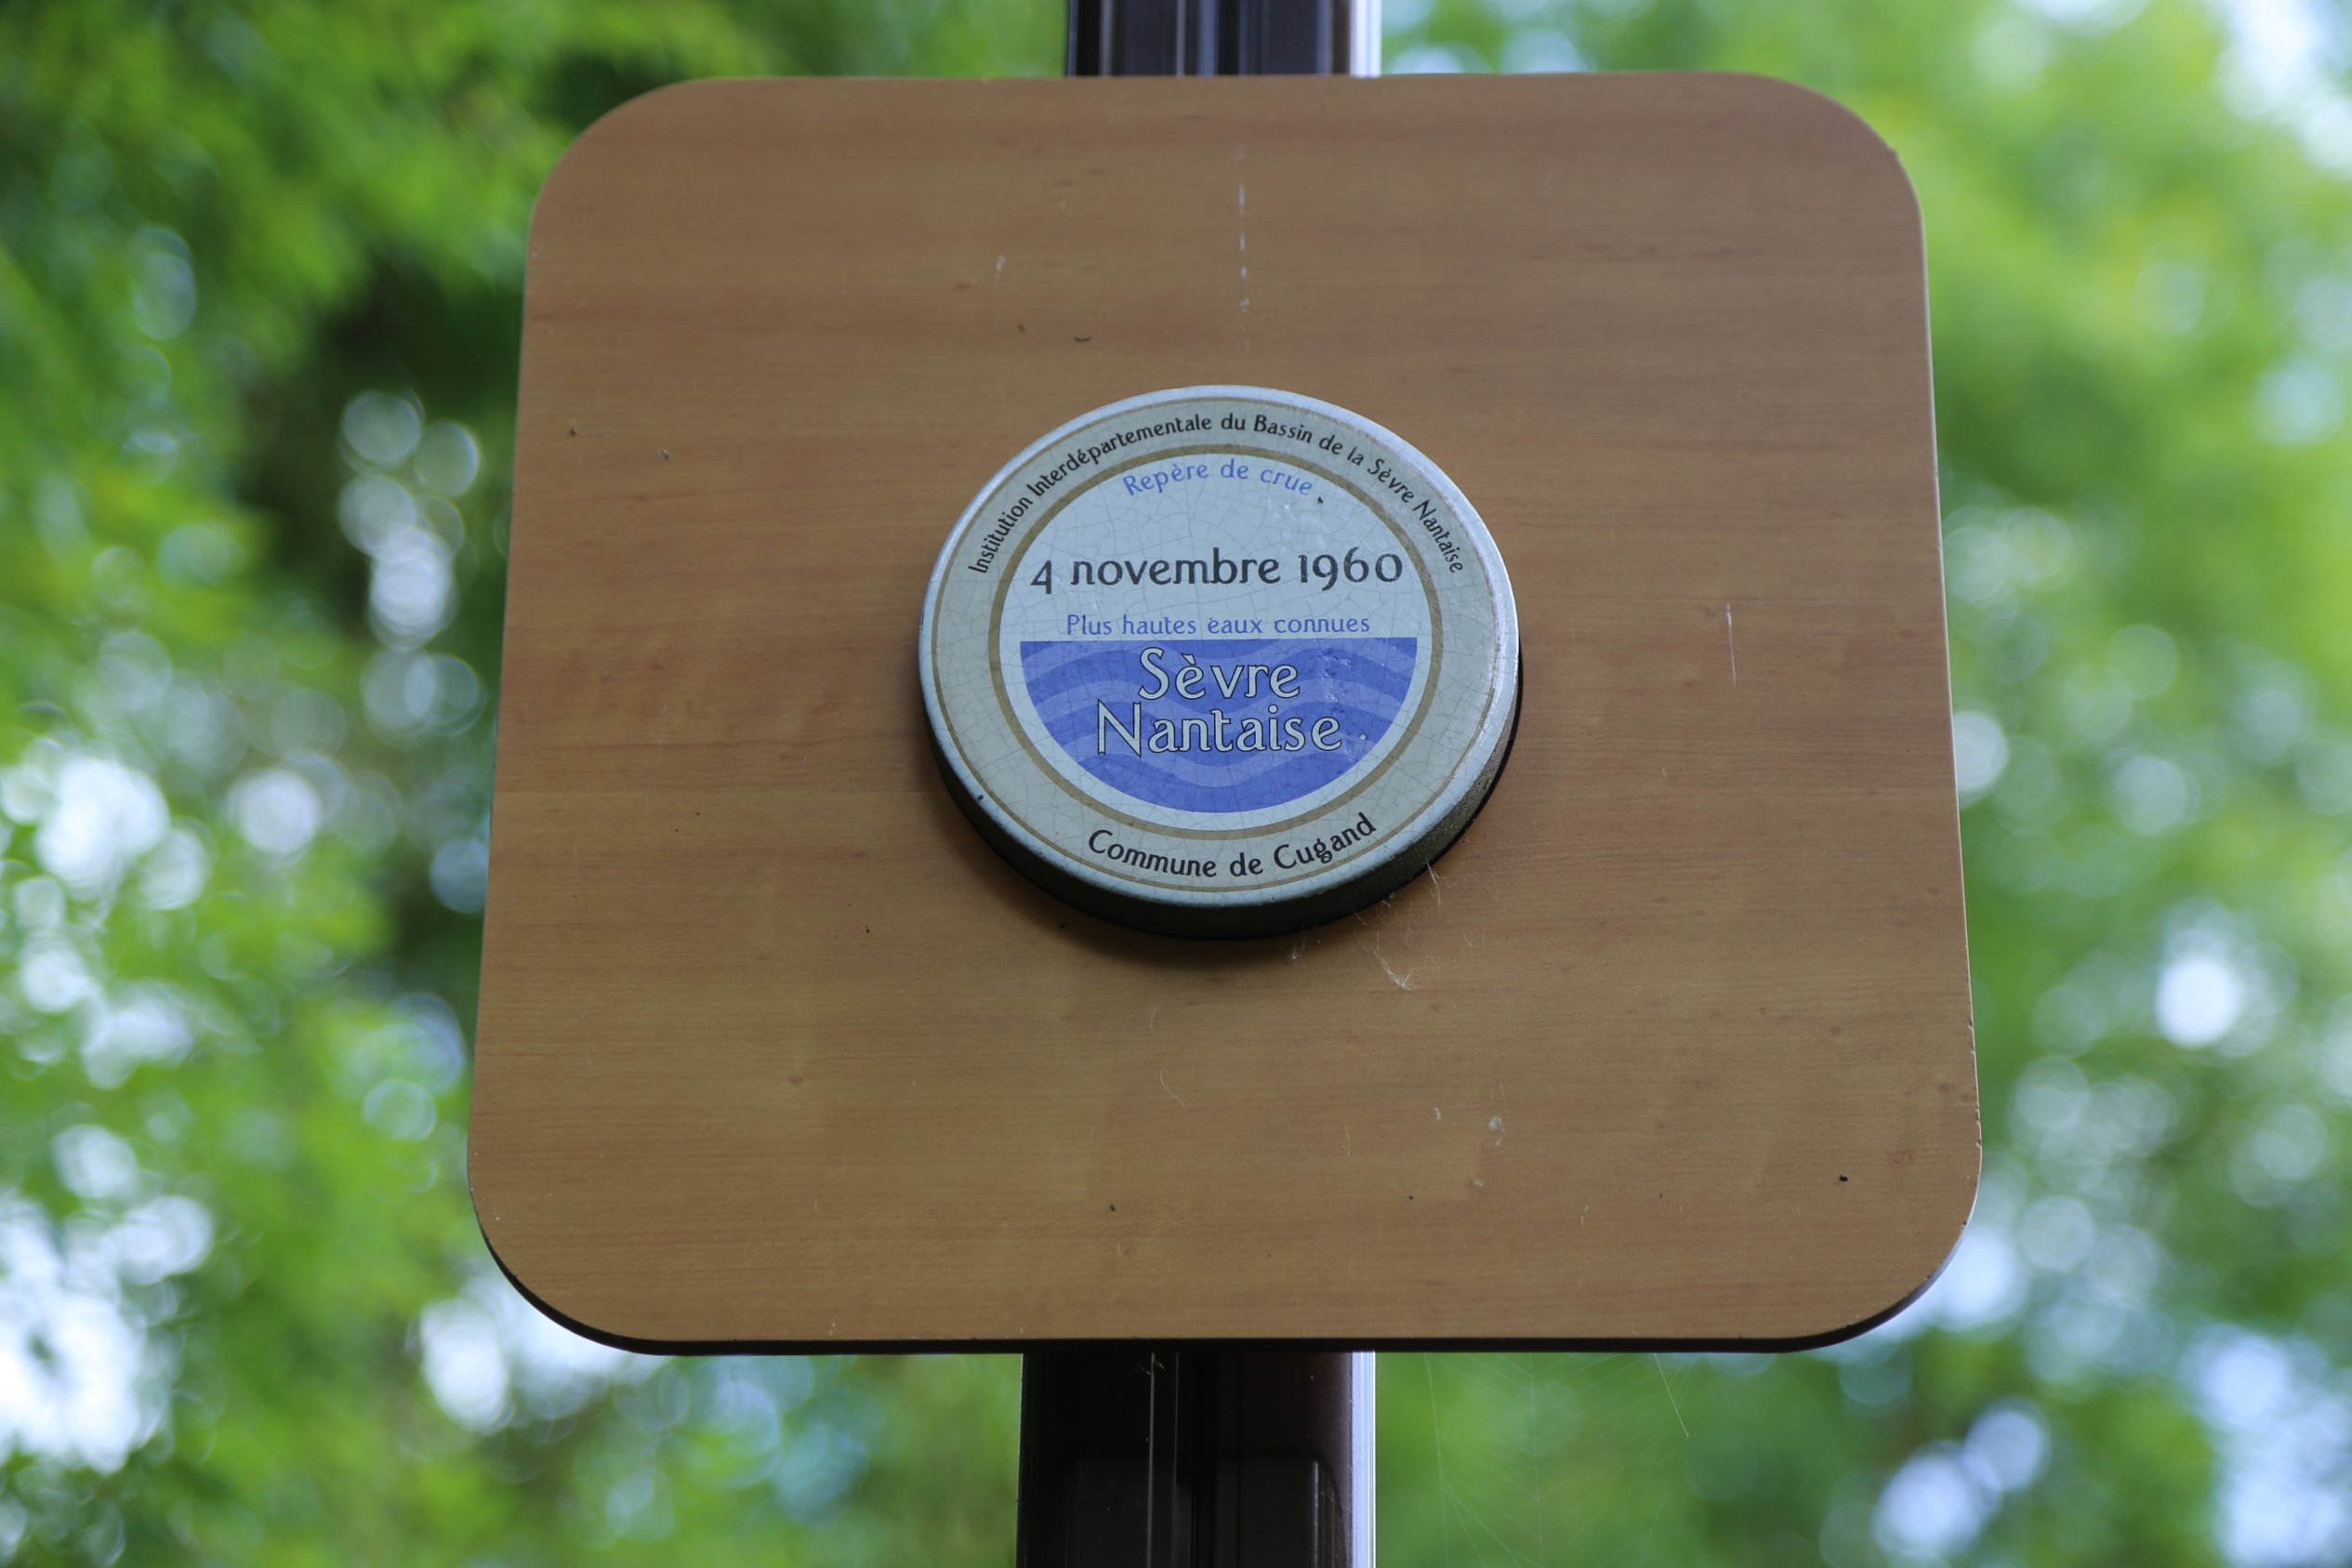 Institution Interdépartementale du Bassin de la Sèvre Nantaise
Repère de crue
4 novembre 1960
Plus hautes eaux connues
Sèvre
Nantaise
Commune de Cugand